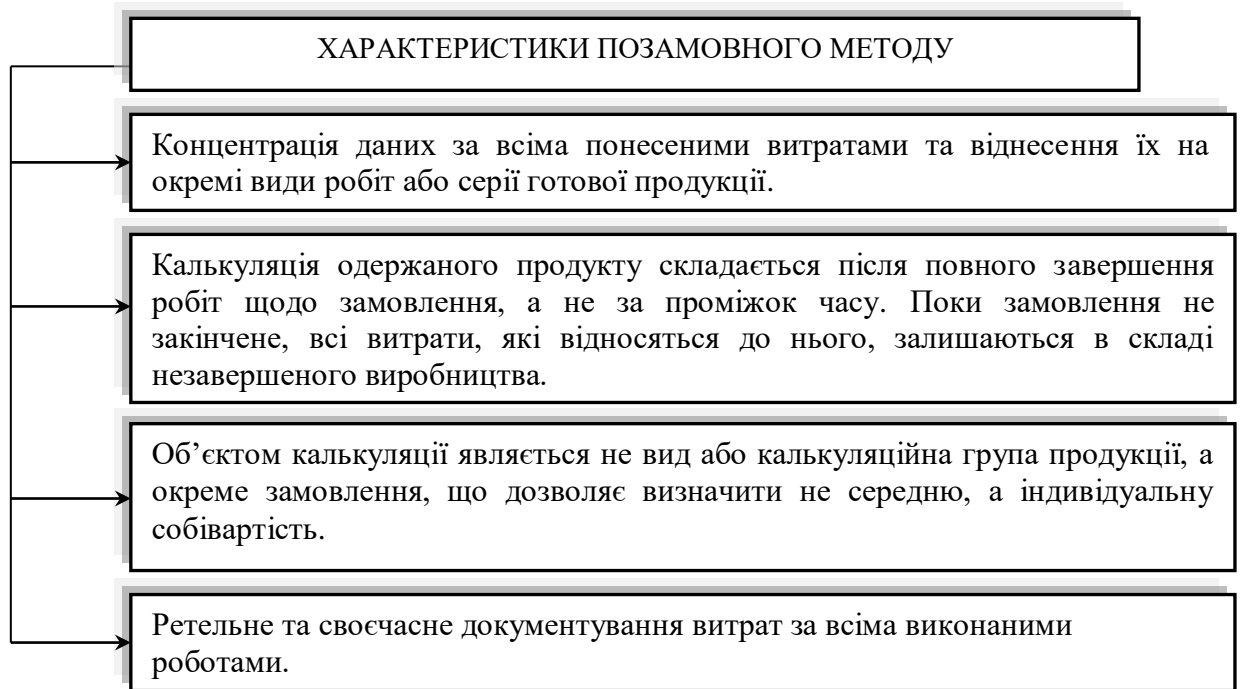 ХАРАКТЕРИСТИКИ ПОЗАМОВНОГО МЕТОДУ
Концентрація даних за всіма понесеними витратами та віднесення їх на
окремі види робіт або серії готової продукції.
Калькуляція одержаного продукту складається після повного завершення
робіт щодо замовлення, а не за проміжок часу. Поки замовлення не
закінчене, всі витрати, які відносяться до нього, залишаються в складі
незавершеного виробництва.
Об’єктом калькуляції являється не вид або калькуляційна група продукції, а
окреме замовлення, що дозволяє визначити не середню, а індивідуальну
собівартість.
Ретельне та своєчасне документування витрат за всіма виконаними
роботами.